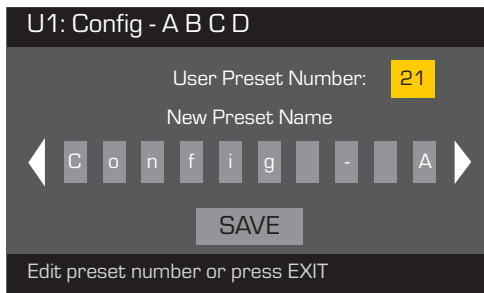 U1: Config - A B C D
User Preset Number: 21
New Preset Name
C o n f i g - A
SAVE
Edit preset number or press EXIT